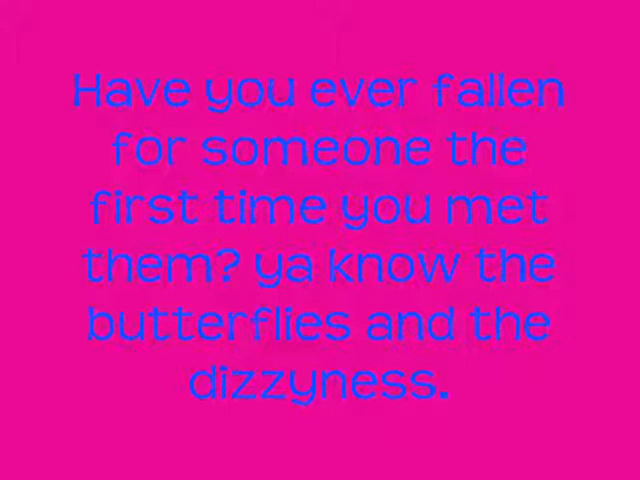 Have you ever fallen
for someone the
first time you met
them? ya know the
butterflies and the
dizzyness.